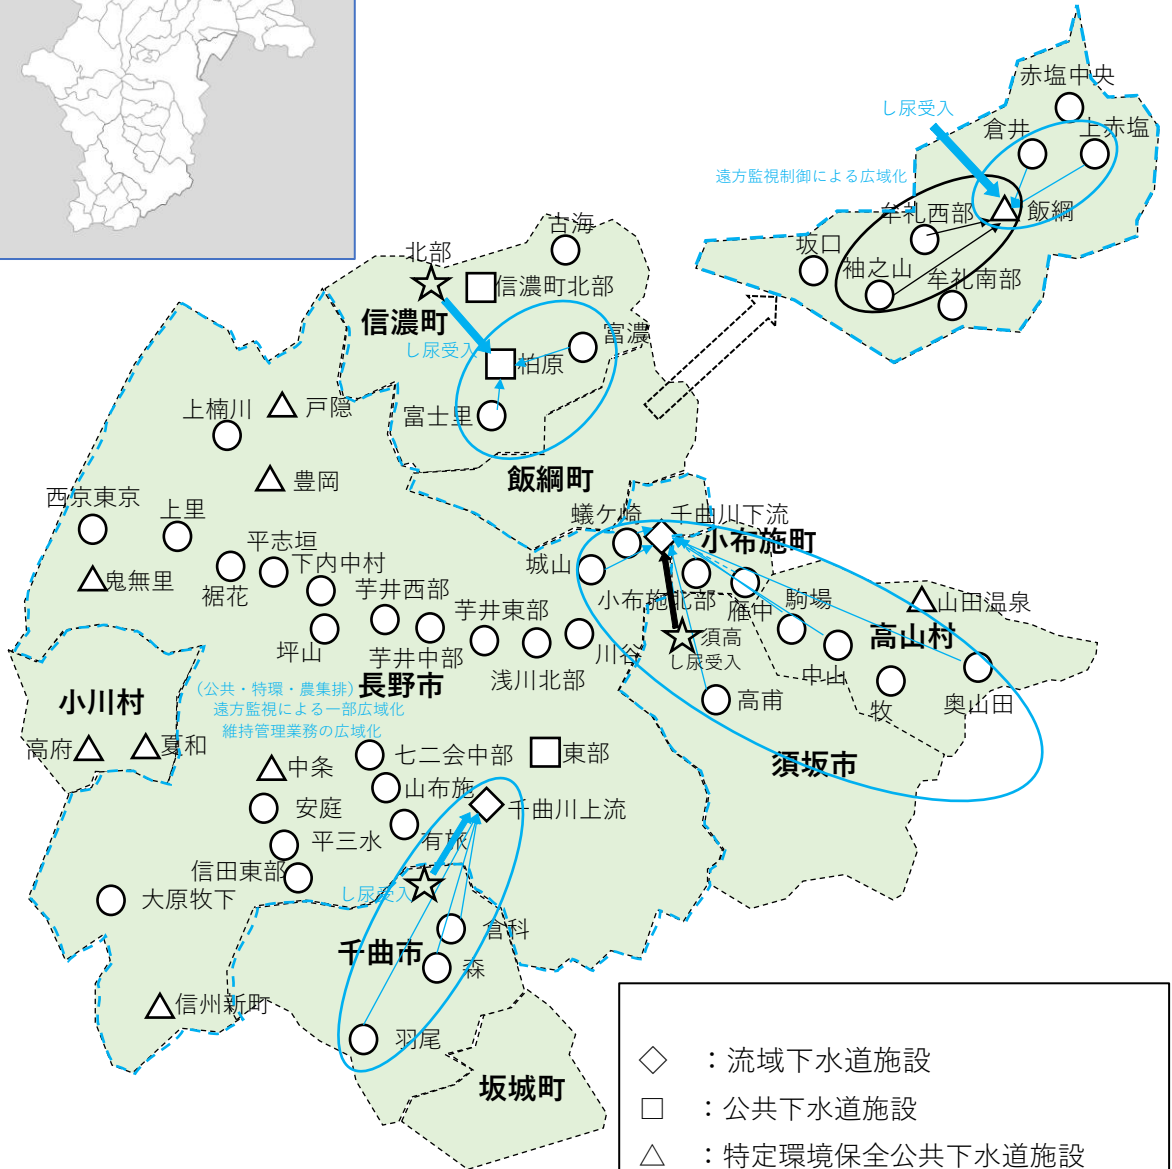 赤塩中央
し尿受入
倉井
上赤塩
遠方監視制御による広域化
牟礼西部
飯綱
坂口
袖之山
牟礼南部
古海
北部
信濃町北部
信濃町
富濃
し尿受入
柏原
富士里
上楠川
戸隠
豊岡
飯綱町
西京東京
上里
蟻ケ崎
千曲川下流
小布施町
平志垣
城山
下内中村
鬼無里
裾花
芋井西部
小布施北部
雁中
駒場
山田温泉
芋井東部
須高
高山村
坪山
芋井中部
川谷
し尿受入
中山
浅川北部
小川村
(公共・特環・農集排)
長野市
高甫
牧
奥山田
遠方監視による一部広域化
維持管理業務の広域化
高府
夏和
七二会中部
東部
須坂市
中条
山布施
安庭
千曲川上流
平三水
有旅
信田東部
し尿受入
大原牧下
倉科
千曲市
森
信州新町
羽尾
坂城町
◇ ：流域下水道施設
□ ：公共下水道施設
△ ：特定環境保全公共下水道施設